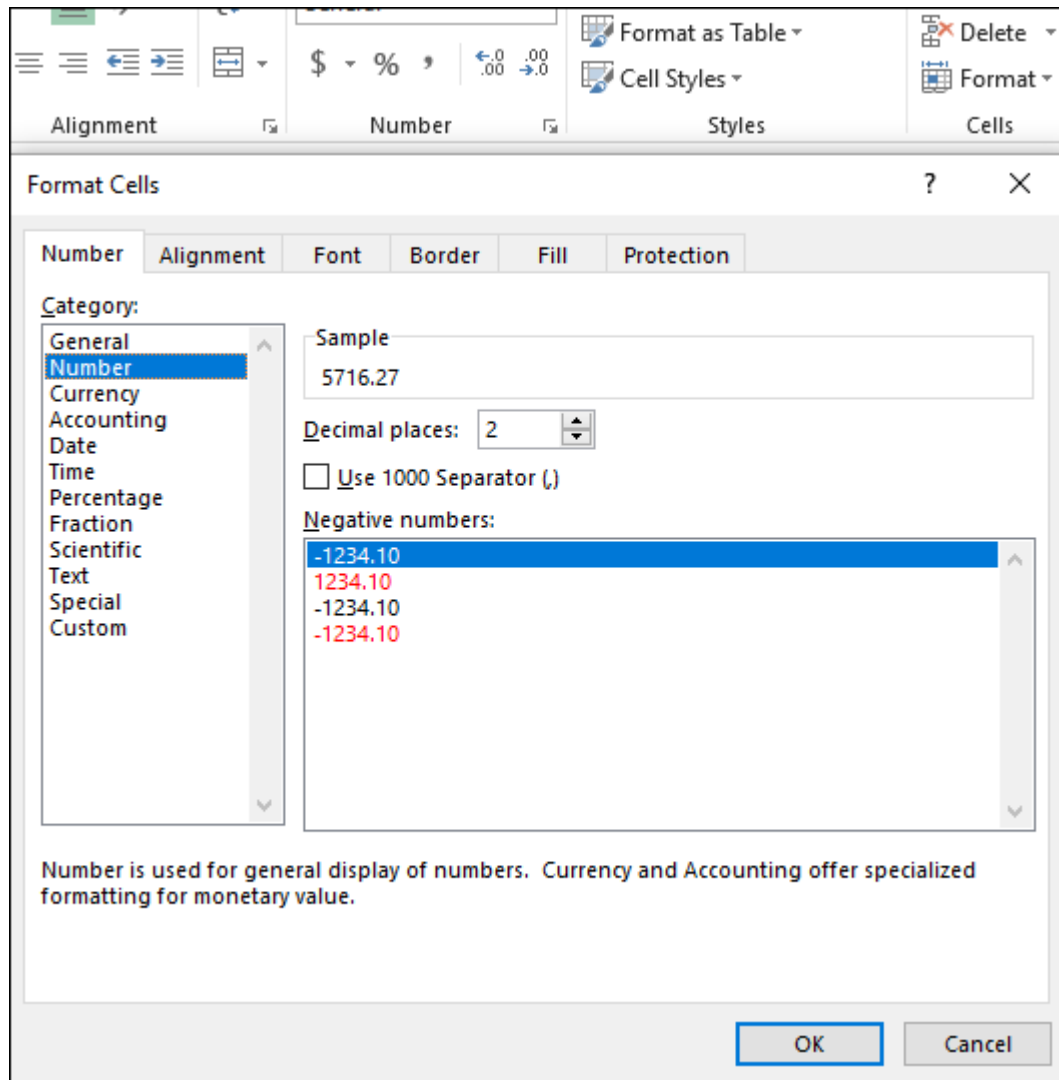 Format as Table
Delete
$ % , .00 .00
Cell Styles
Format
Alignment
Number
Styles
Cells
Format Cells
? 
Number Alignment Font Border Fill Protection
Category:
General
Number
Currency
Accounting
Date
Time
Percentage
Fraction
Scientific
Text
Special
Custom
Sample
5716.27
Decimal places: 2
Use 1000 Separator (,)
Negative numbers:
-1234.10
1234.10
-1234.10
-1234.10
Number is used for general display of numbers.  Currency and Accounting offer specialized
formatting for monetary value.
OK
Cancel